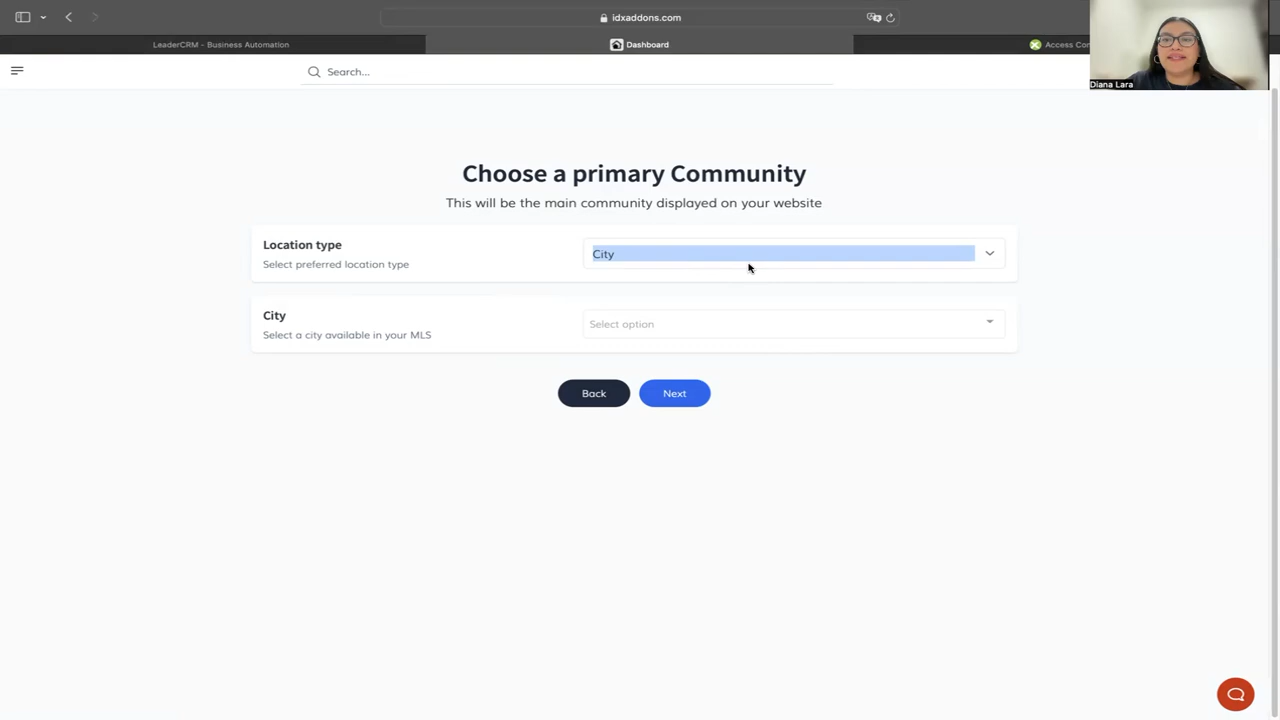 idxaddons.com
LeaderCRM - Business Automation
Dashboard
Access Con
Search...
Diana Lara
Choose a primary Community
This will be the main community displayed on your website
Location type
Select preferred location type
City
City
Select a city available in your MLS
Select option
Back
Next